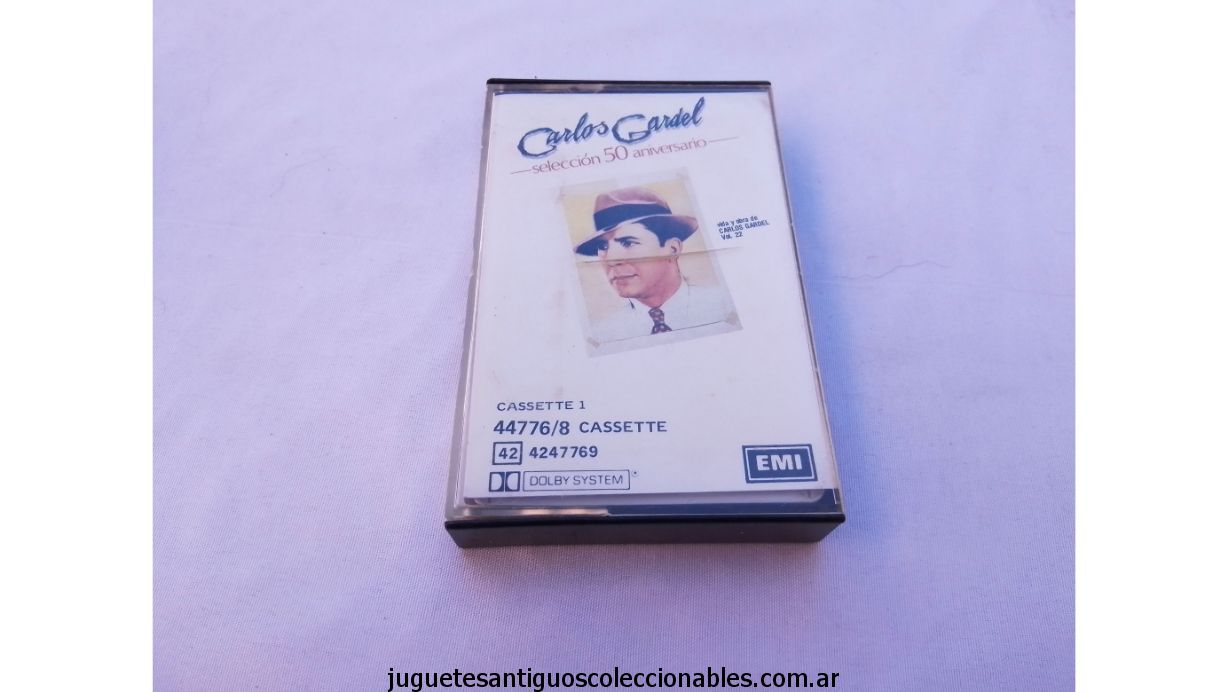 Carlos Gardel
selección 50 aniversario
vida y obra de
CARLOS GARDEL
Vol. 22
CASSETTE 1
44776/8 CASSETTE
42 4247769
DOLBY SYSTEM
EMI
juguetesantiguoscoleccionables.com.ar